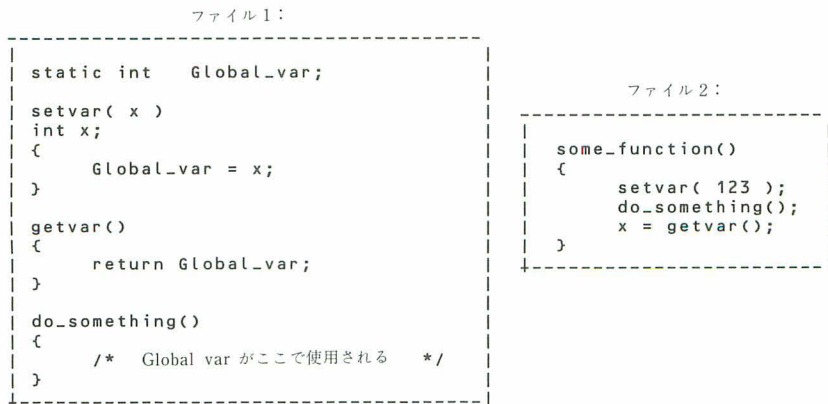 ファイル1：
static int Global_var;
setvar( x )
int x;
{
Global_var = x;
}
getvar()
{
return Global_var;
}
do_something()
{
/* Global var がここで使用される */
}
ファイル2：
some_function()
{
setvar( 123 );
do_something();
x = getvar();
}